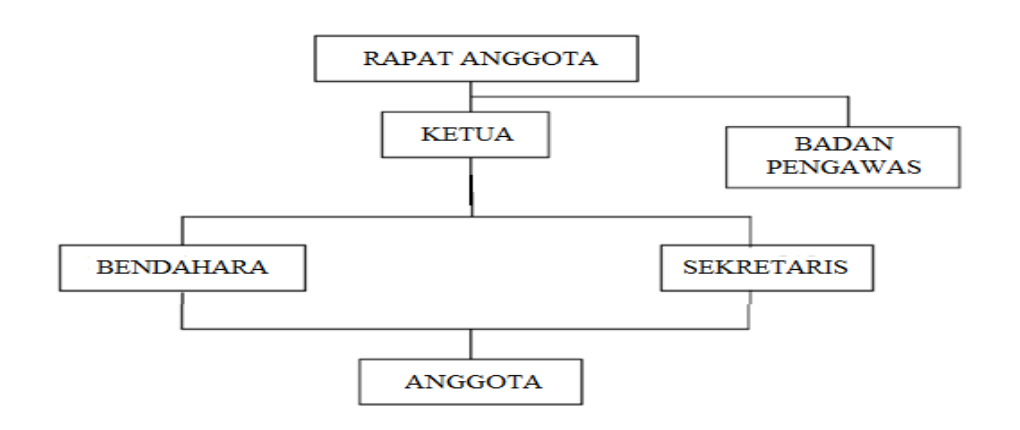 RAPAT ANGGOTA
KETUA
BADAN
PENGAWAS
BENDAHARA
SEKRETARIS
ANGGOTA